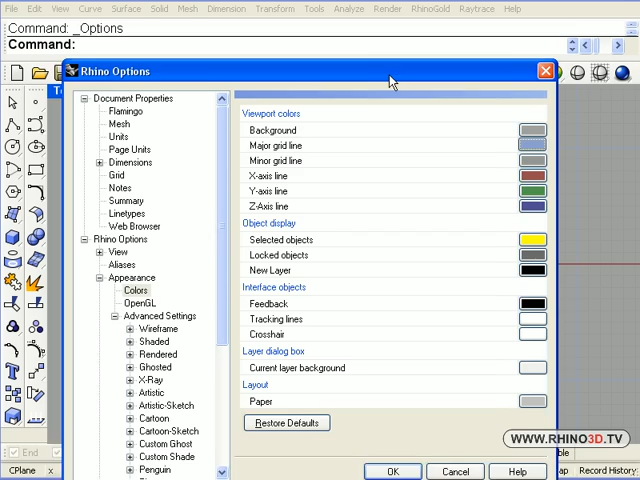 File Edit View Curve Surface Solid Mesh Dimension Transform Tools Analyze Render RhinoGold Raytrace Help
Command: _Options
Command:
Rhino Options
Document Properties
Flamingo
Mesh
Units
Page Units
Dimensions
Grid
Notes
Summary
Linetypes
Web Browser
Rhino Options
View
Aliases
Appearance
Colors
OpenGL
Advanced Settings
Wireframe
Shaded
Rendered
Ghosted
X-Ray
Artistic
Artistic-Sketch
Cartoon
Cartoon-Sketch
Custom Ghost
Custom Shade
Penguin
Viewport colors
Background
Major grid line
Minor grid line
X-axis line
Y-axis line
Z-Axis line
Object display
Selected objects
Locked objects
New Layer
Interface objects
Feedback
Tracking lines
Crosshair
Layer dialog box
Current layer background
Layout
Paper
Restore Defaults
OK Cancel Help
WWW.RHINO3D.TV
End
CPlane x
Record History